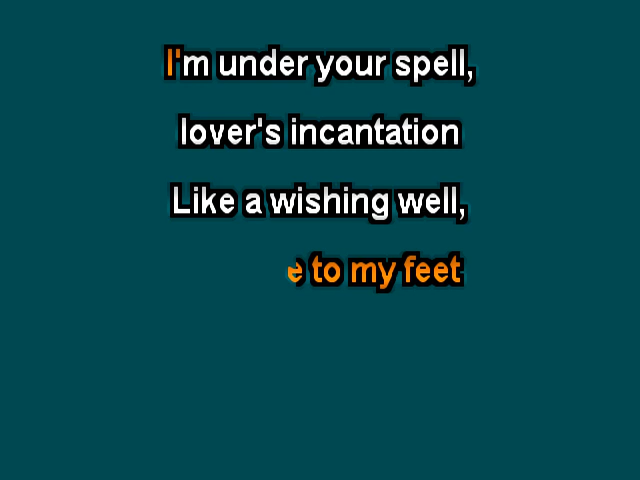 I'm under your spell,
lover's incantation
Like a wishing well,
e to my feet